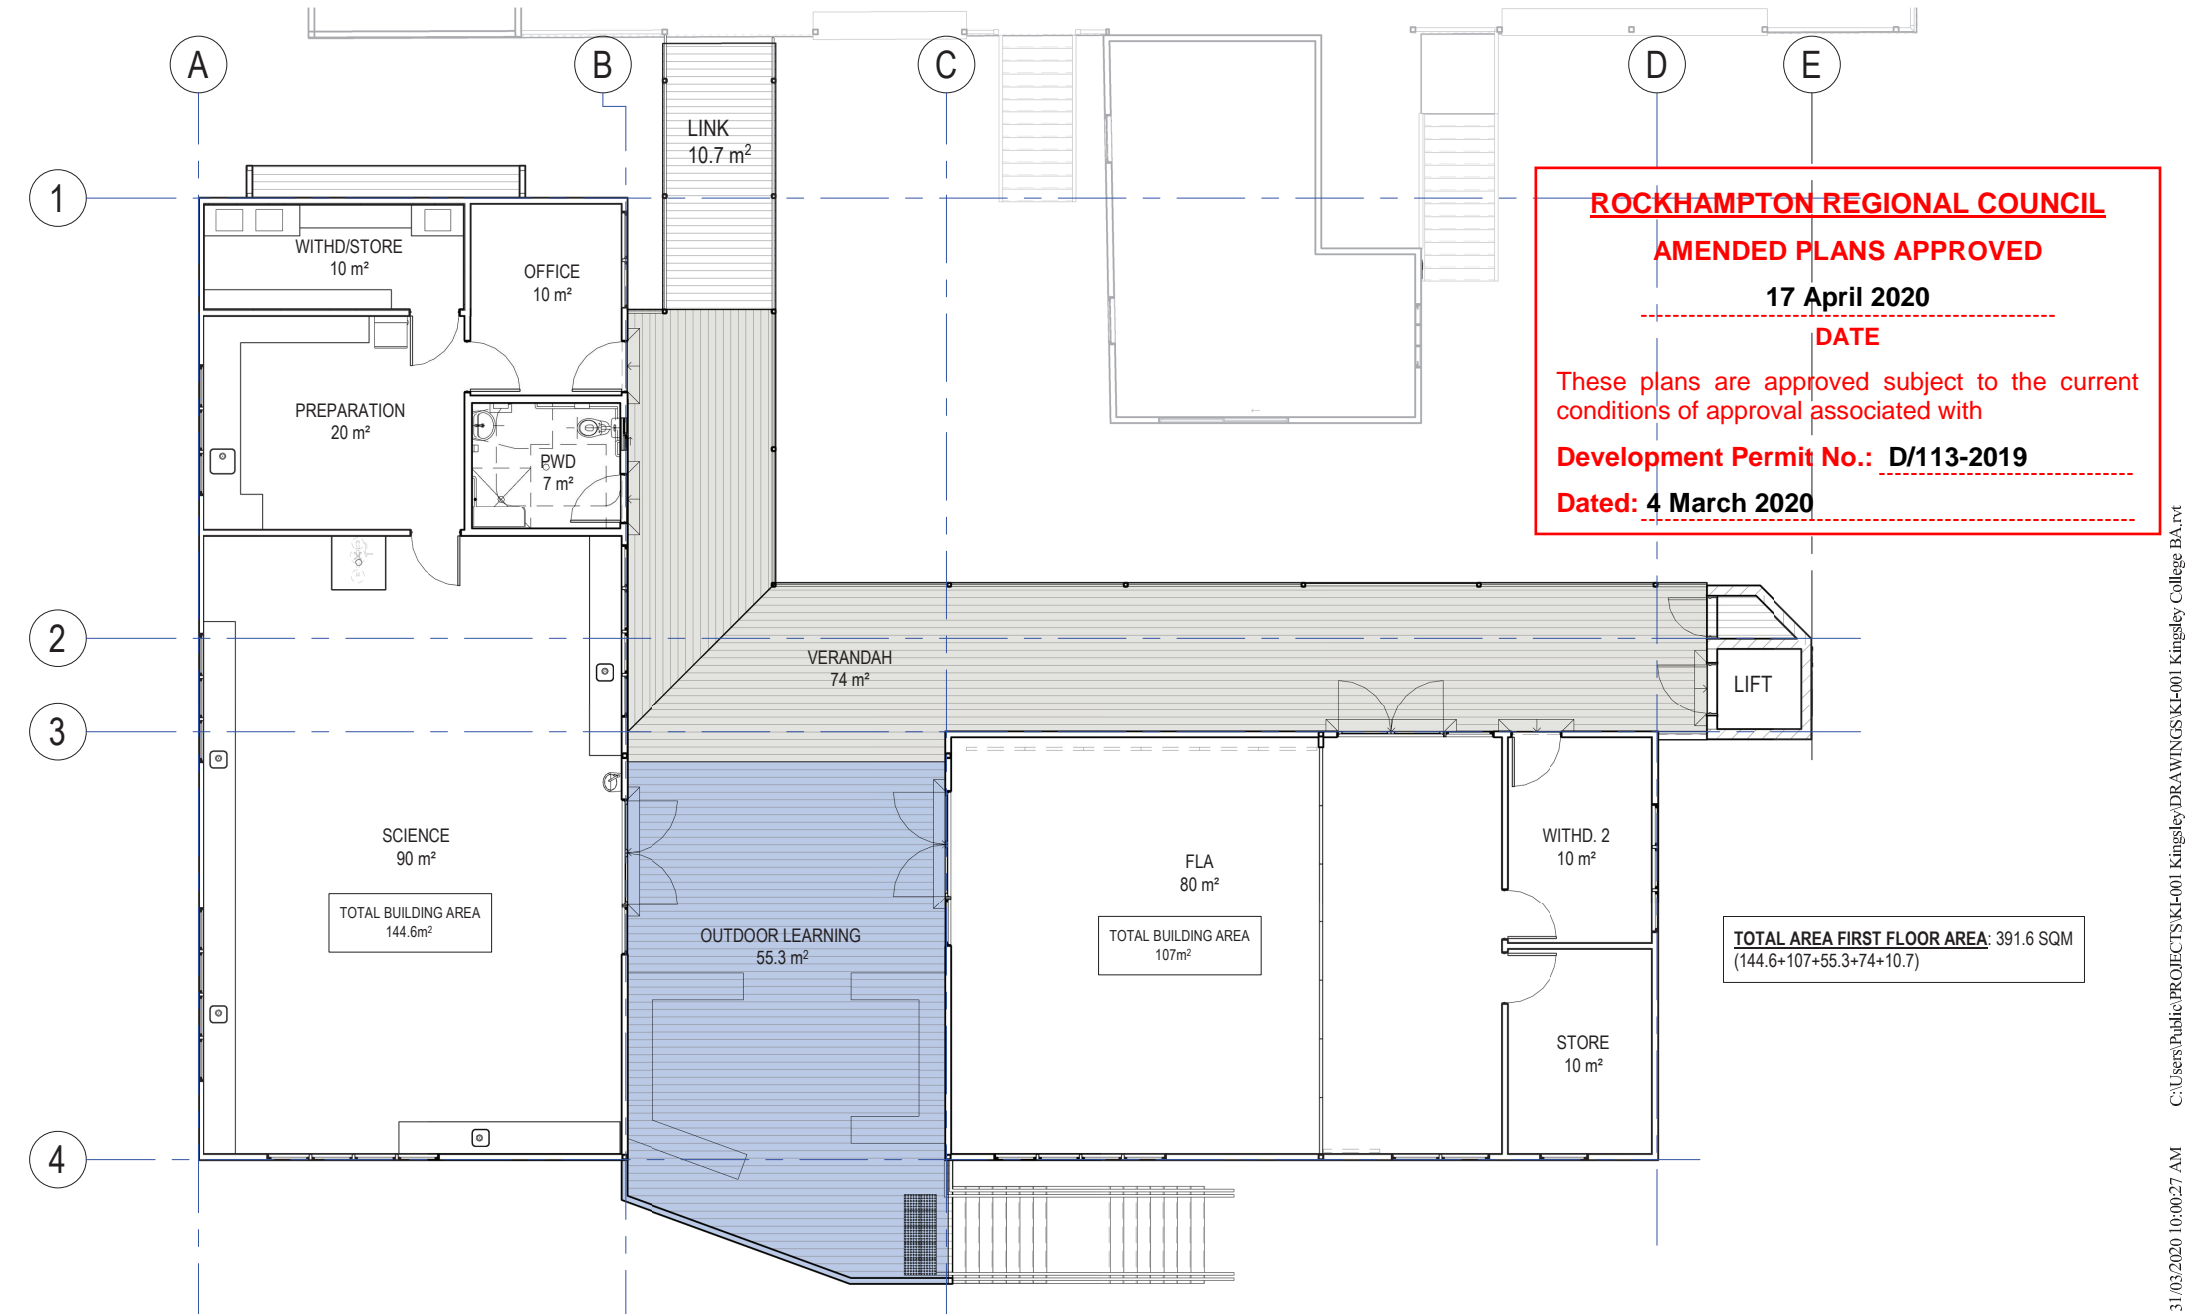 A
B
C
D
E
1
2
3
4
LINK
10.7 m²
WITHD/STORE
10 m²
OFFICE
10 m²
PREPARATION
20 m²
PWD
7 m²
VERANDAH
74 m²
LIFT
SCIENCE
90 m²
TOTAL BUILDING AREA
144.6m²
OUTDOOR LEARNING
55.3 m²
FLA
80 m²
TOTAL BUILDING AREA
107m²
WITHD. 2
10 m²
STORE
10 m²
ROCKHAMPTON REGIONAL COUNCIL
AMENDED PLANS APPROVED
17 April 2020
DATE
These plans are approved subject to the current
conditions of approval associated with
Development Permit No.: D/113-2019
Dated: 4 March 2020
TOTAL AREA FIRST FLOOR AREA: 391.6 SQM
(144.6+107+55.3+74+10.7)
31/03/2020 10:00:27 AM C:\Users\Public\PROJECTS\KI-001 Kingsley\DRAWINGS\KI-001 Kingsley College BA.rvt